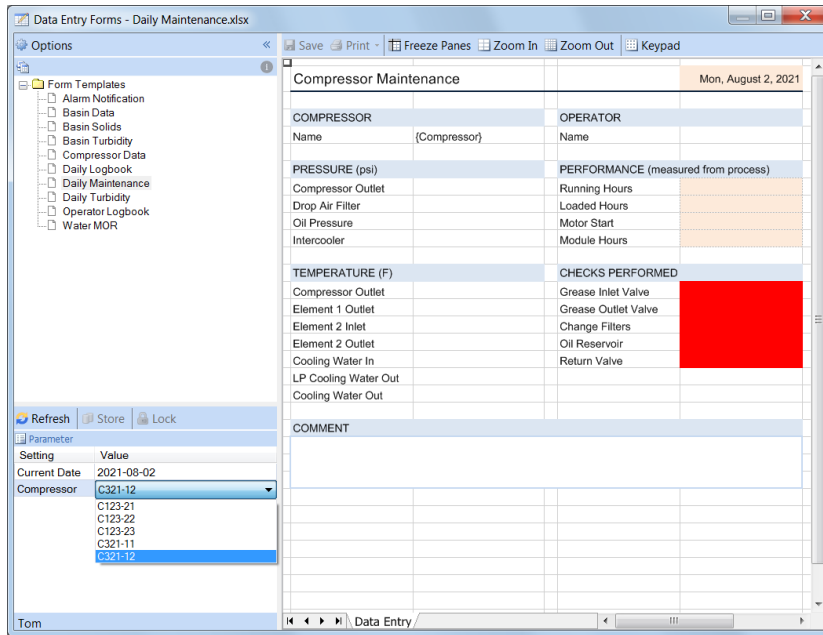 Data Entry Forms - Daily Maintenance.xlsx
Options
Save Print Freeze Panes Zoom In Zoom Out Keypad
Form Templates
Alarm Notification
Basin Data
Basin Solids
Basin Turbidity
Compressor Data
Daily Logbook
Daily Maintenance
Daily Turbidity
Operator Logbook
Water MOR
Refresh Store Lock
Parameter
Setting Value
Current Date 2021-08-02
Compressor C321-12
C123-21
C123-22
C123-23
C321-11
C321-12
Tom
Compressor Maintenance Mon, August 2, 2021
COMPRESSOR OPERATOR
Name {Compressor} Name
PRESSURE (psi) PERFORMANCE (measured from process)
Compressor Outlet Running Hours
Drop Air Filter Loaded Hours
Oil Pressure Motor Start
Intercooler Module Hours
TEMPERATURE (F) CHECKS PERFORMED
Compressor Outlet Grease Inlet Valve
Element 1 Outlet Grease Outlet Valve
Element 2 Inlet Change Filters
Element 2 Outlet Oil Reservoir
Cooling Water In Return Valve
LP Cooling Water Out
Cooling Water Out
COMMENT
Data Entry